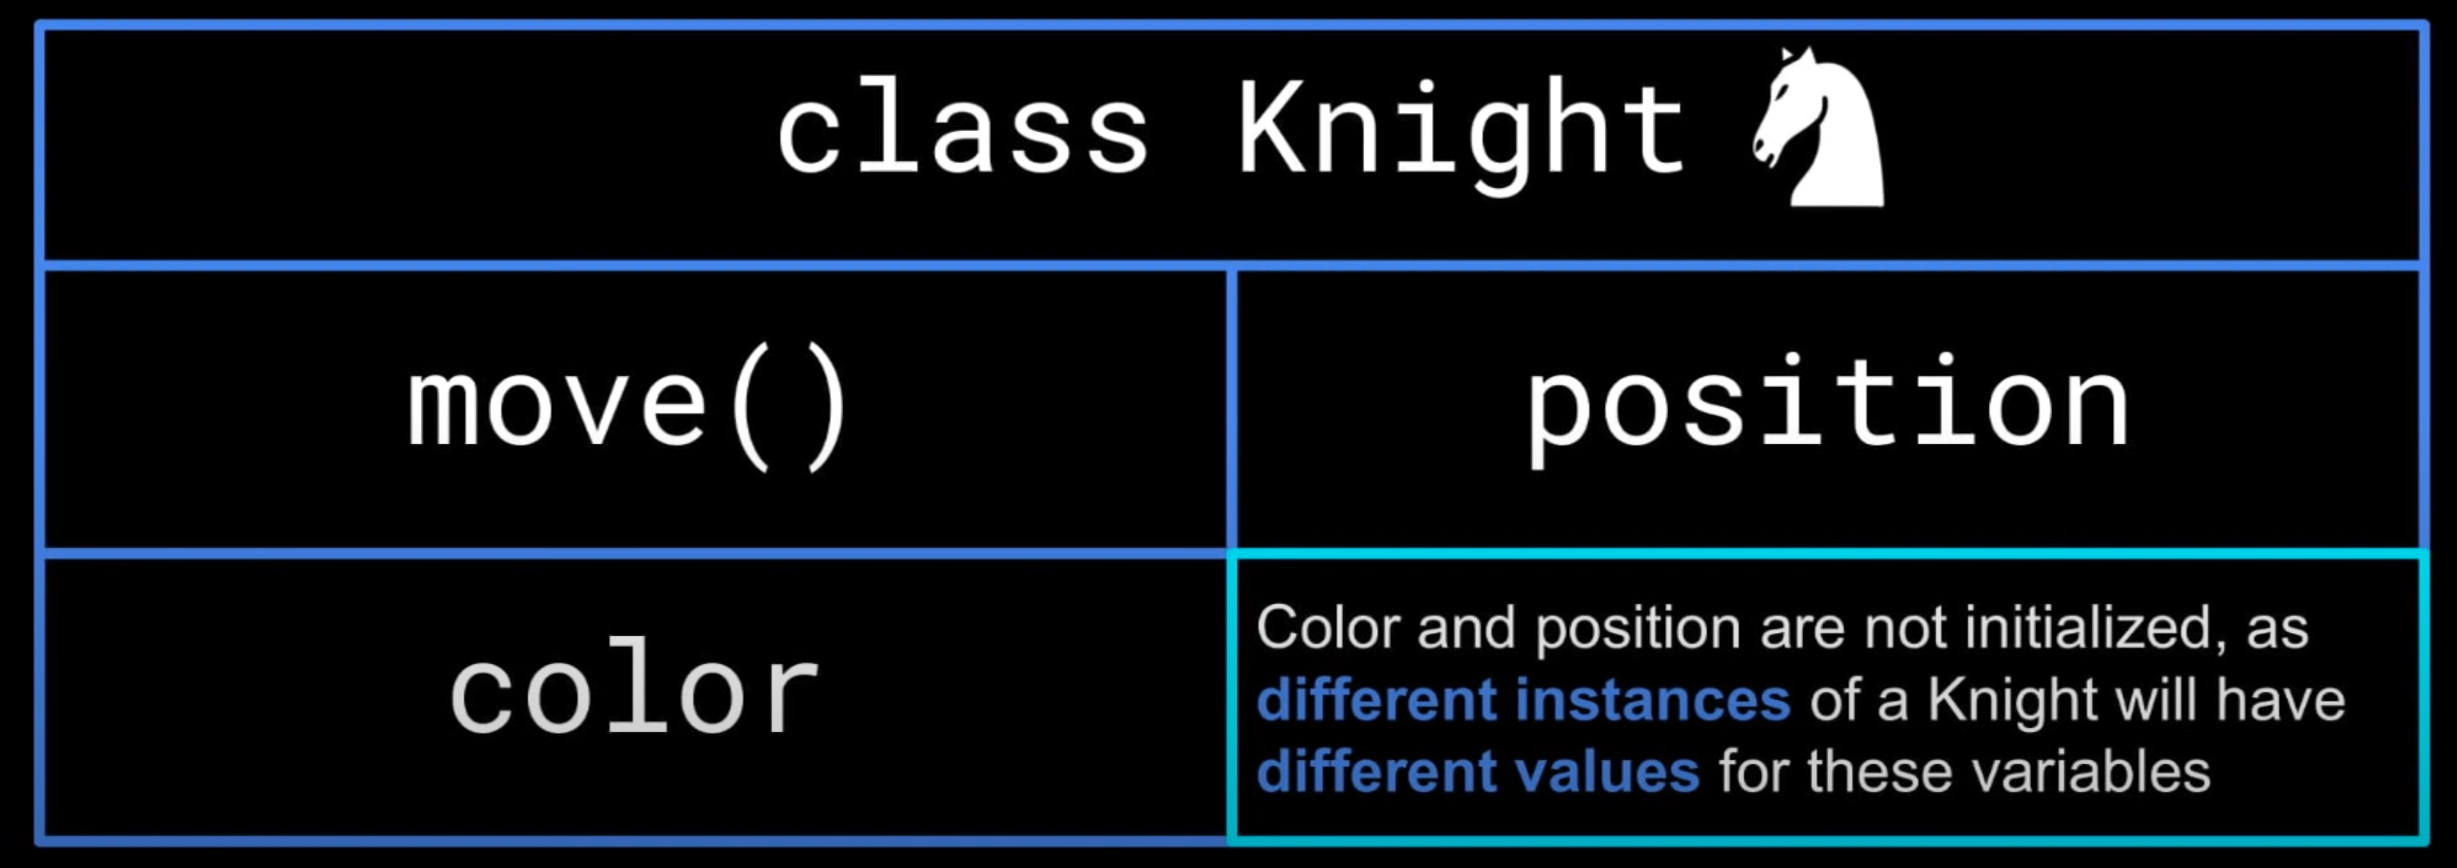 class Knight
move()
position
color
Color and position are not initialized, as
different instances of a Knight will have
different values for these variables